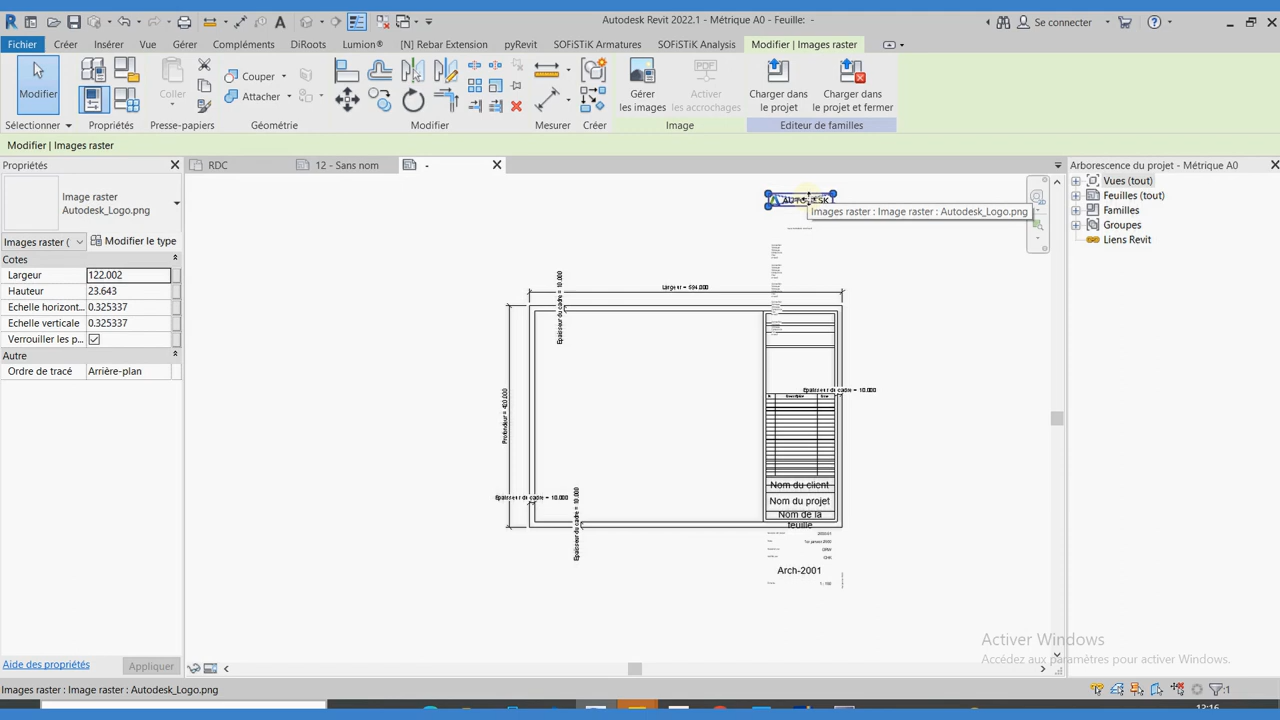 Autodesk Revit 2022.1 - Métrique A0 - Feuille: -
Se connecter
Fichier Créer Insérer Vue Gérer Compléments DiRoots Lumion® [N] Rebar Extension pyRevit SOFiSTiK Armatures SOFiSTiK Analysis Modifier | Images raster
Modifier
Coller
Couper
Attacher
Gérer les images
Activer les accrochages
Charger dans le projet
Charger dans le projet et fermer
Sélectionner Propriétés Presse-papiers Géométrie Modifier Mesurer Créer Image Editeur de familles
Modifier | Images raster
Propriétés
RDC
12 - Sans nom
-
Arborescence du projet - Métrique A0
Image raster
Autodesk_Logo.png
Images raster (
Modifier le type
Cotes
Largeur 122.002
Hauteur 23.643
Echelle horizon... 0.325337
Echelle verticale 0.325337
Verrouiller les p...
Autre
Ordre de tracé Arrière-plan
Vues (tout)
Feuilles (tout)
Familles
Groupes
Liens Revit
AUTODESK
Images raster : Image raster : Autodesk_Logo.png
Largeur = 594.000
Epaisseur du cadre = 10.000
Profondeur = 420.000
Epaisseur du cadre = 10.000
Epaisseur du cadre = 10.000
Epaisseur du cadre = 10.000
Nom du client
Nom du projet
Nom de la
feuille
Arch-2001
1 : 100
Activer Windows
Accédez aux paramètres pour activer Windows.
Aide des propriétés
Appliquer
Images raster : Image raster : Autodesk_Logo.png
:1
12:16